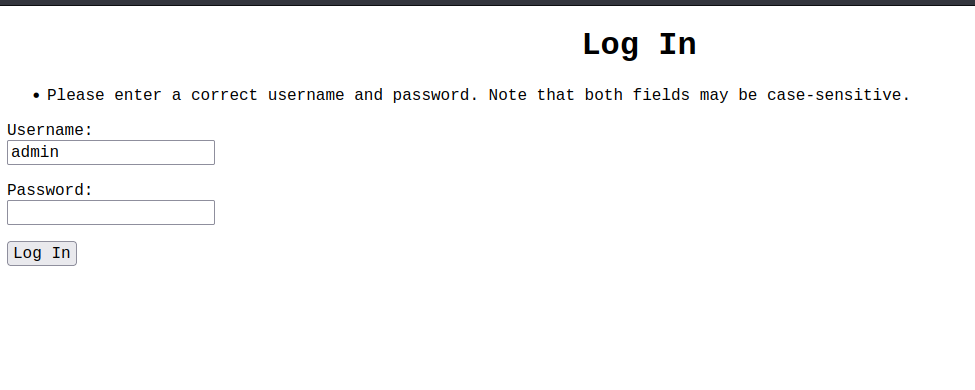 Log In
• Please enter a correct username and password. Note that both fields may be case-sensitive.
Username:
admin
Password:
Log In